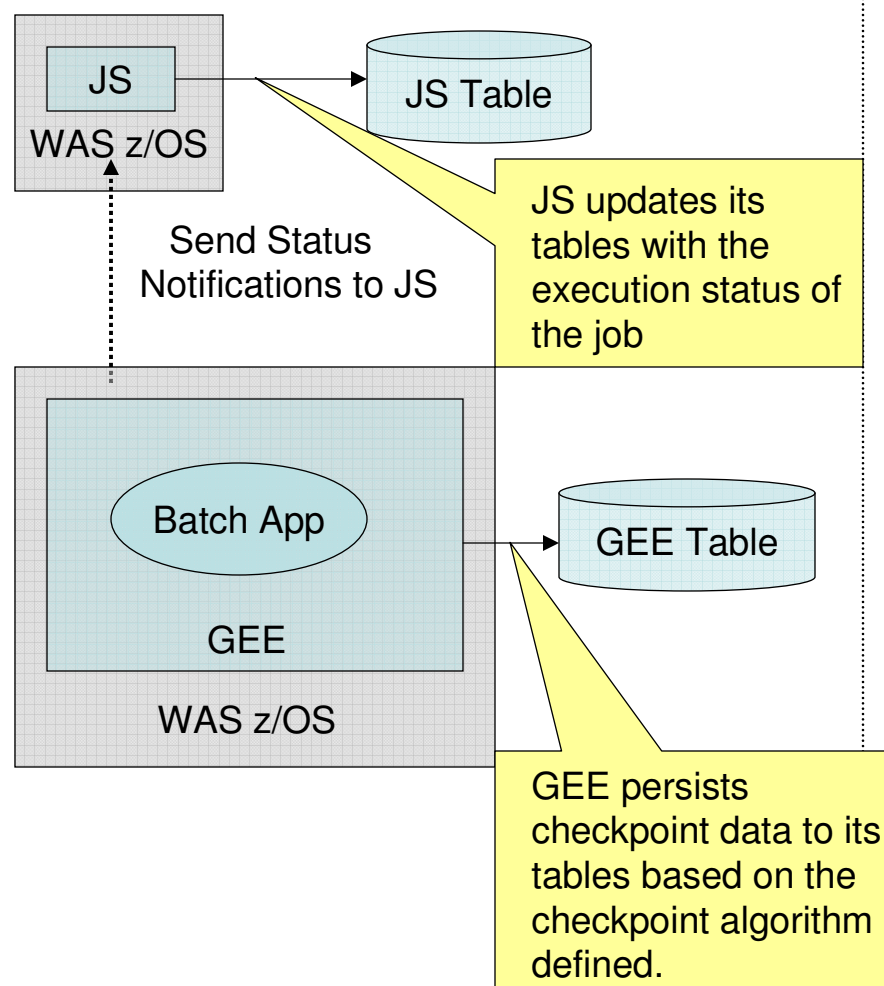 JS
WAS z/OS
JS Table
JS updates its
tables with the
execution status of
the job
Send Status
Notifications to JS
Batch App
GEE
WAS z/OS
GEE Table
GEE persists
checkpoint data to its
tables based on the
checkpoint algorithm
defined.